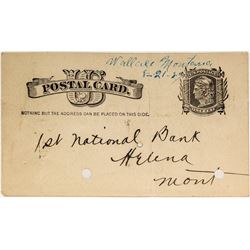 Wallace Montana
US
POSTAL CARD.
NOTHING BUT THE ADDRESS CAN BE PLACED ON THIS SIDE.
1st National Bank
Helena
Mont